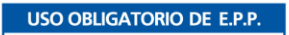 USO OBLIGATORIO DE E.P.P.